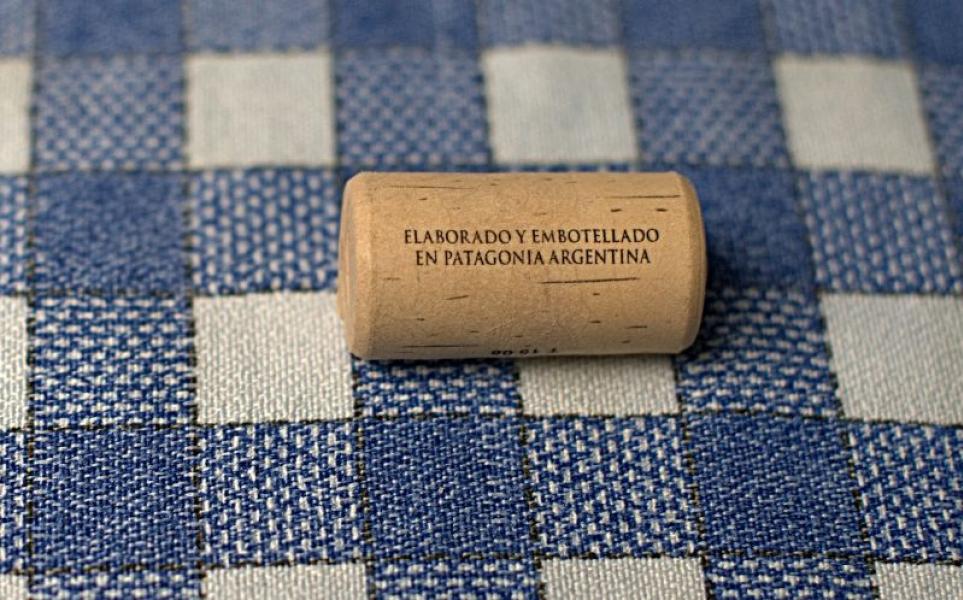 ELABORADO Y EMBOTELLADO
EN PATAGONIA ARGENTINA